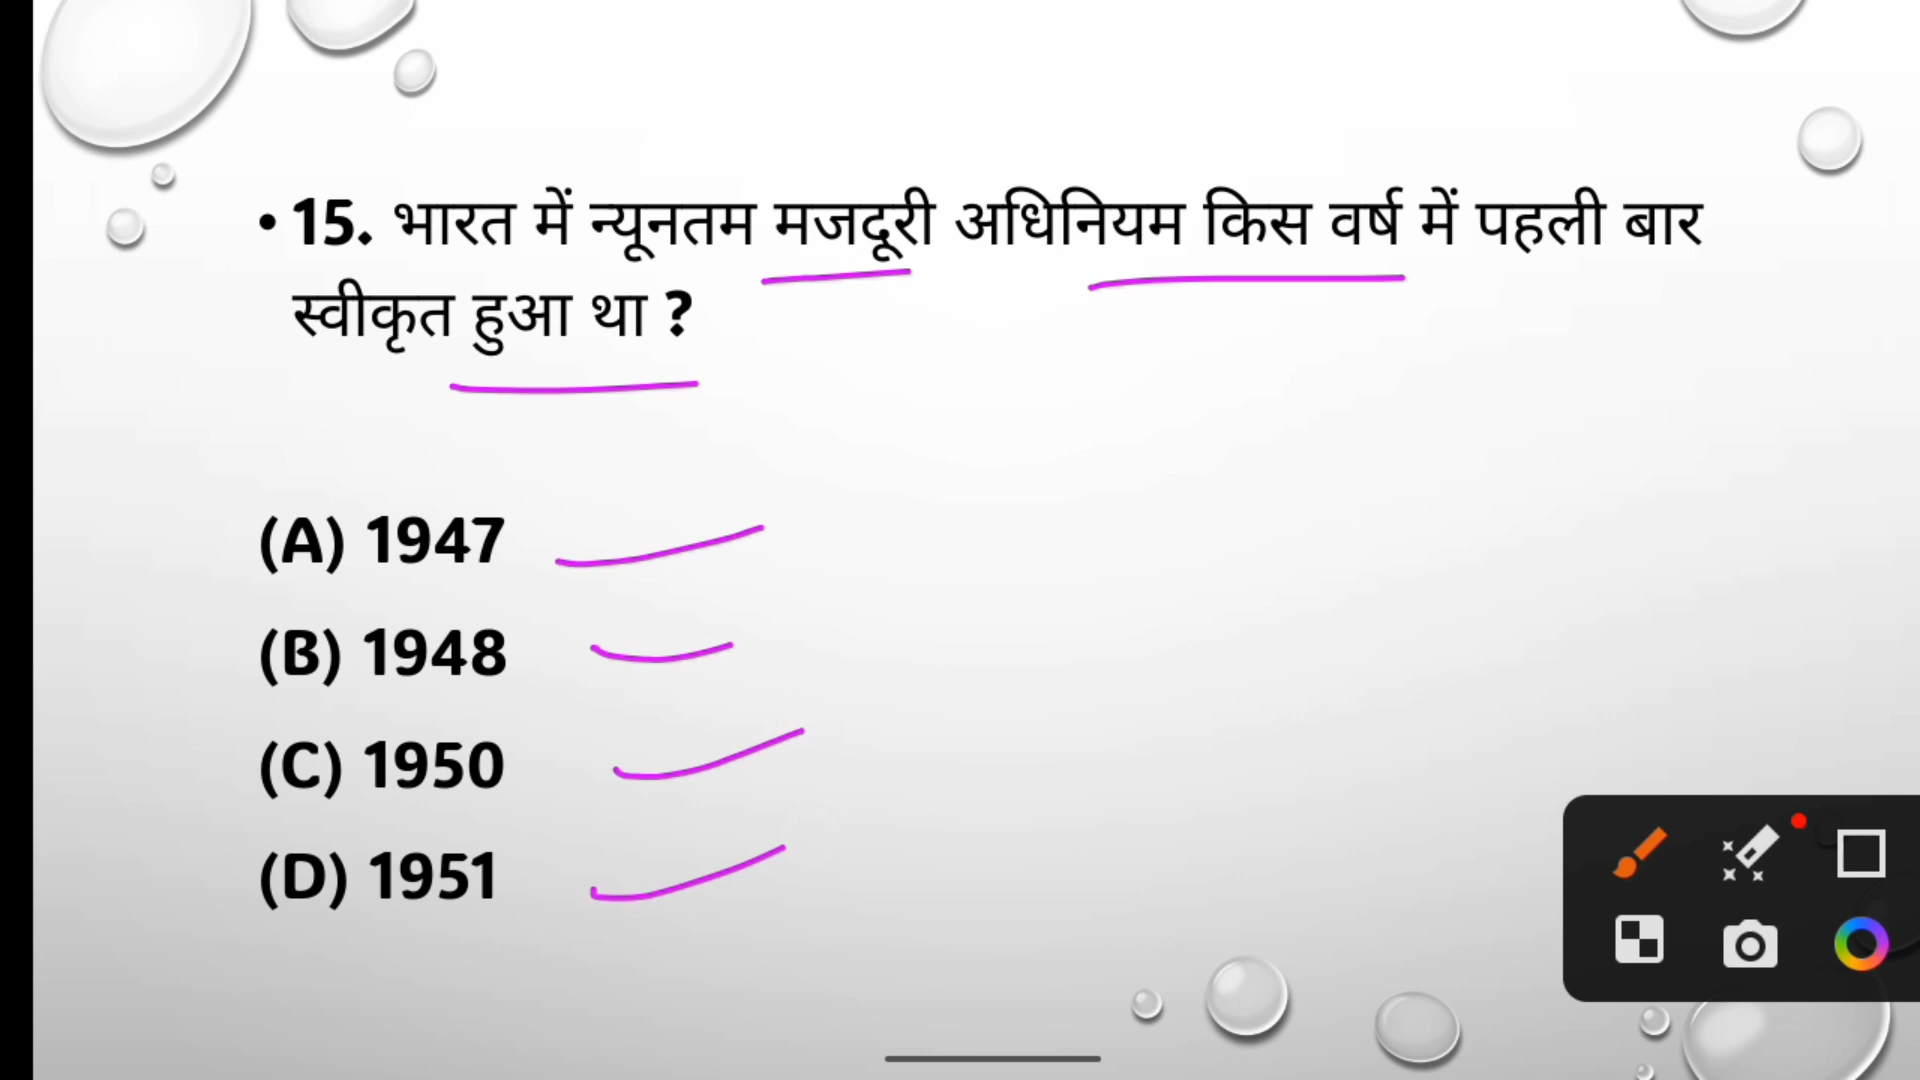 • 15. भारत में न्यूनतम मजदूरी अधिनियम किस वर्ष में पहली बार
स्वीकृत हुआ था ?
(A) 1947
(B) 1948
(C) 1950
(D) 1951